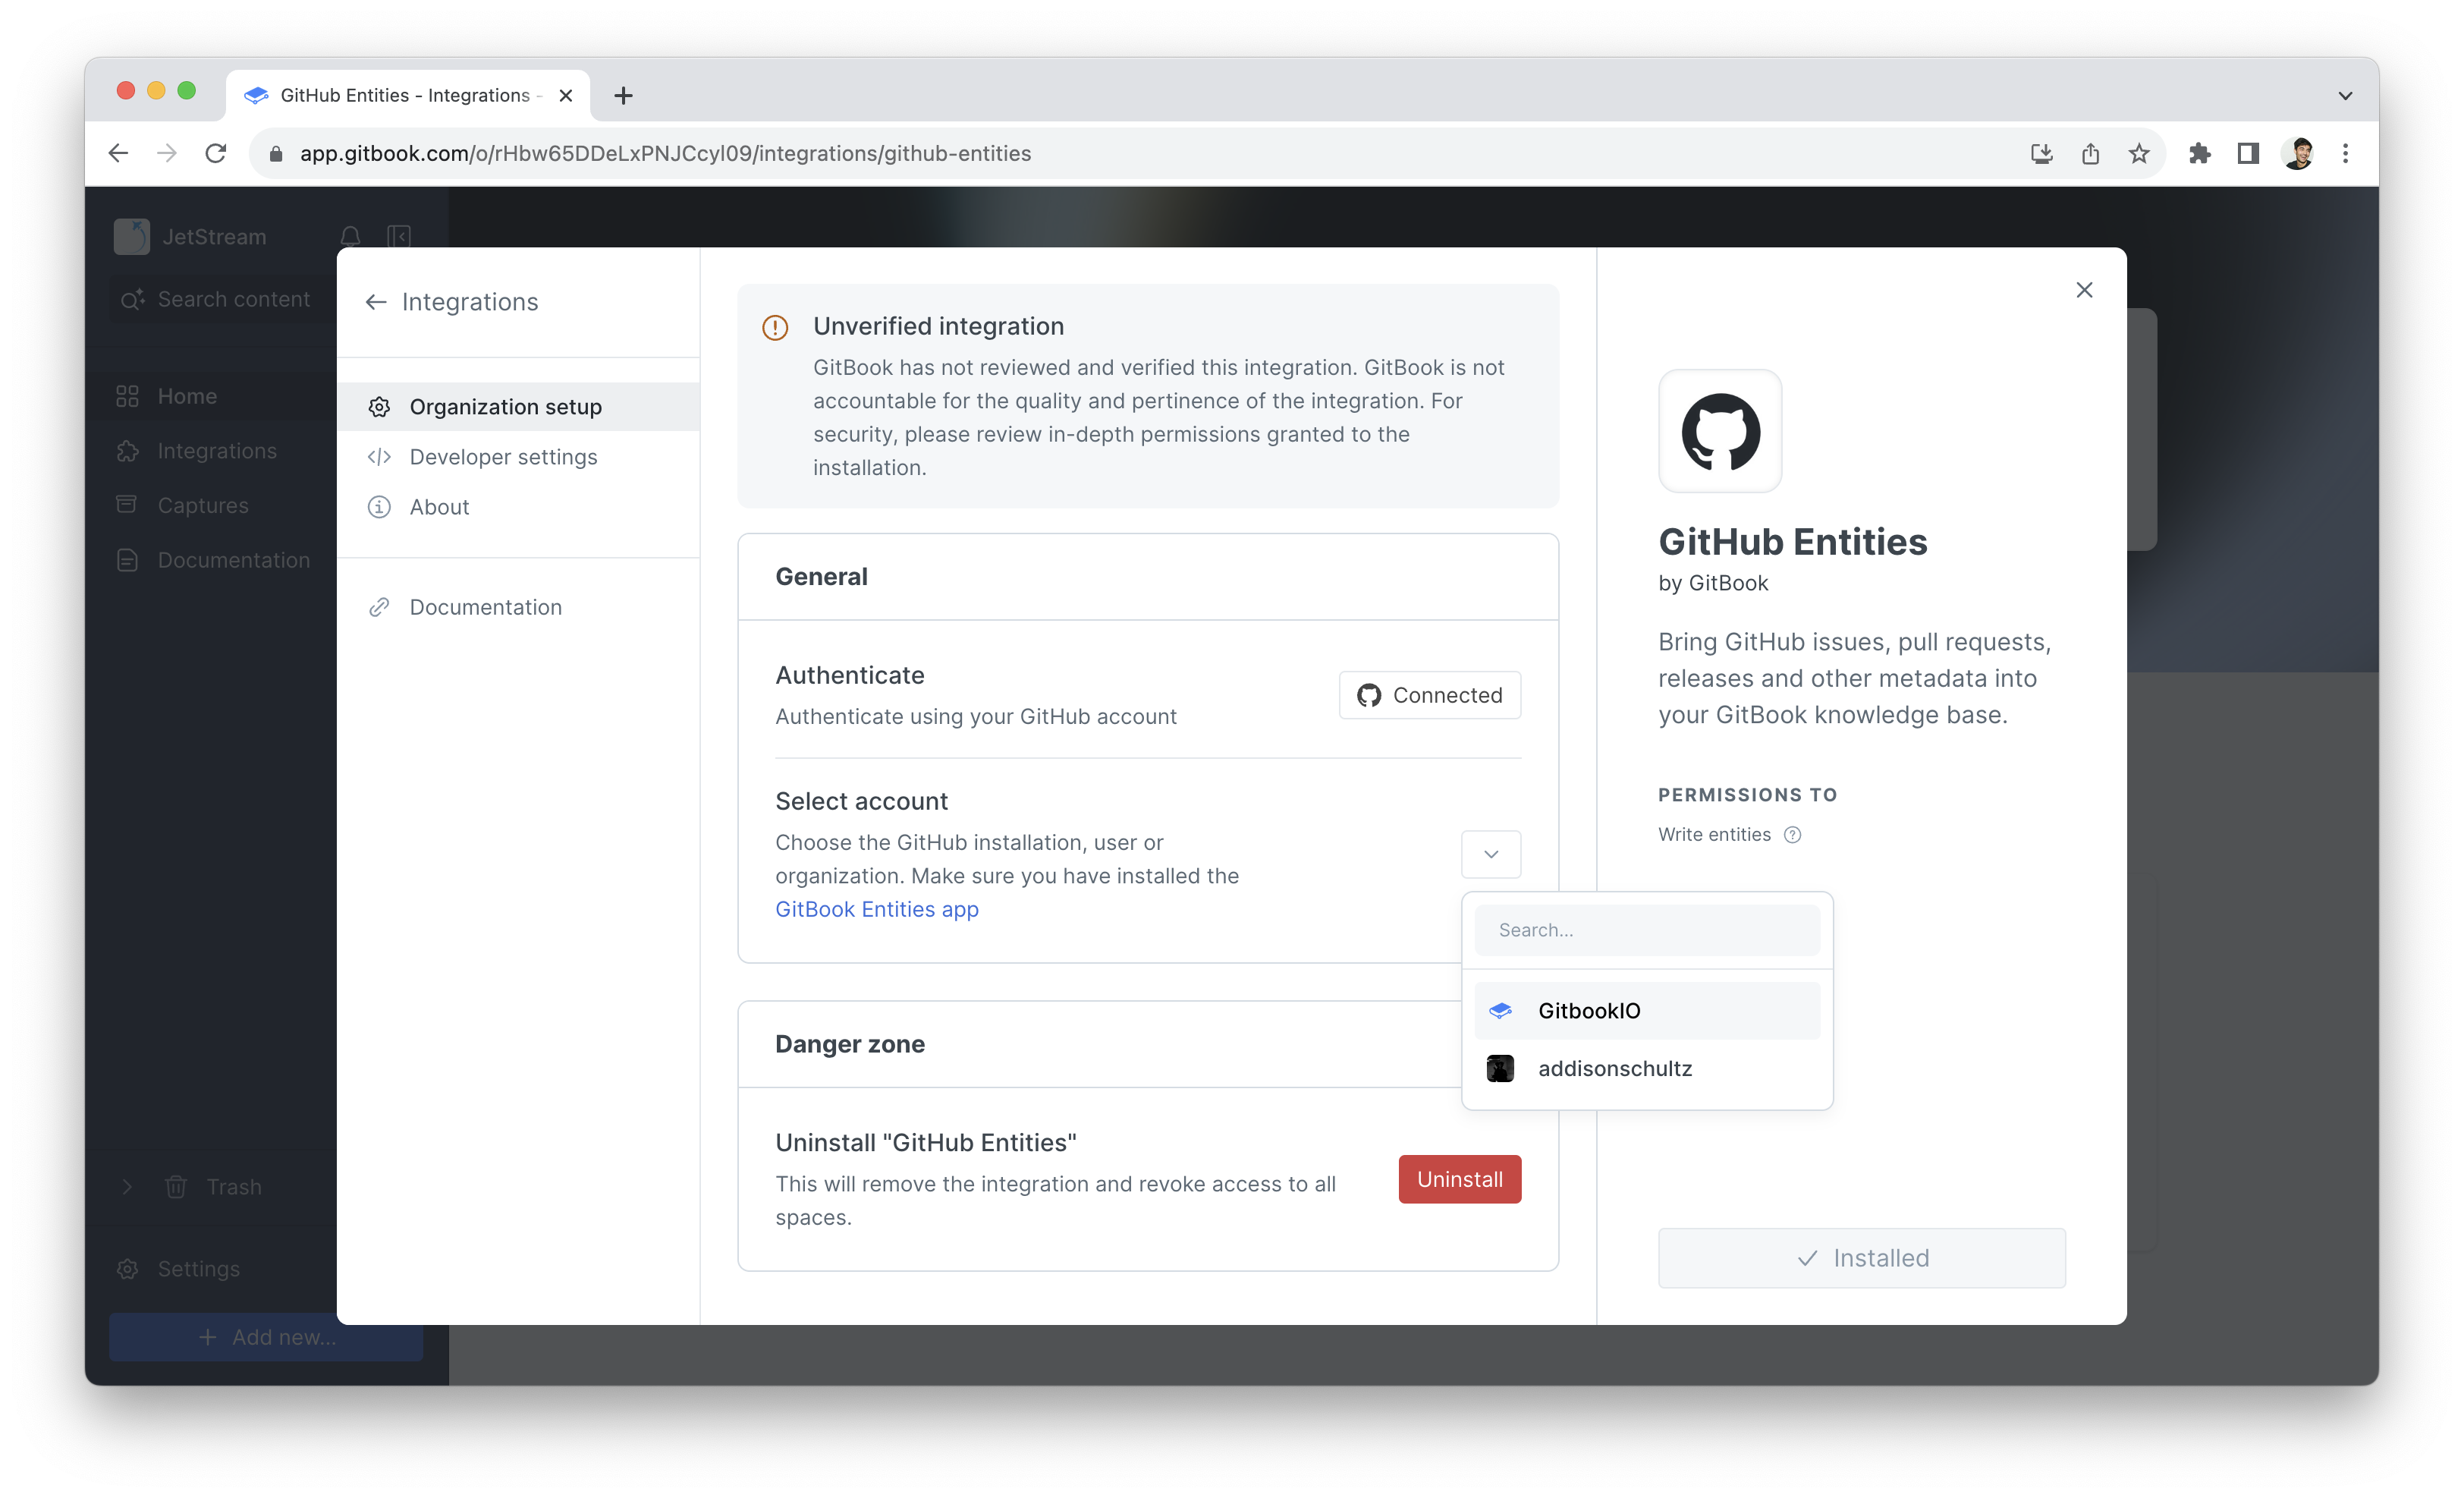 GitHub Entities - Integrations -
app.gitbook.com/o/rHbw65DDeLxPNJCcyl09/integrations/github-entities
JetStream
Search content
Home
Integrations
Captures
Documentation
Trash
Settings
Add new...
Integrations
Organization setup
Developer settings
About
Documentation
Unverified integration
GitBook has not reviewed and verified this integration. GitBook is not
accountable for the quality and pertinence of the integration. For
security, please review in-depth permissions granted to the
installation.
General
Authenticate
Authenticate using your GitHub account
Connected
Select account
Choose the GitHub installation, user or
organization. Make sure you have installed the
GitBook Entities app
Search...
GitbookIO
addisonschultz
Danger zone
Uninstall "GitHub Entities"
This will remove the integration and revoke access to all
spaces.
Uninstall
GitHub Entities
by GitBook
Bring GitHub issues, pull requests,
releases and other metadata into
your GitBook knowledge base.
PERMISSIONS TO
Write entities
Installed